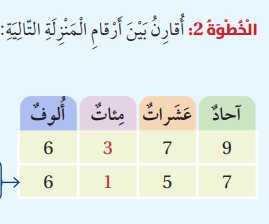 الْخُطْوَةُ 2: أُقارِنُ بَيْنَ أَرْقامِ الْمَنْزِلَةِ التّالِيَةِ:
آحادٌ عَشَراتٌ مِئاتٌ أُلوفٌ
9 7 3 6
7 5 1 6